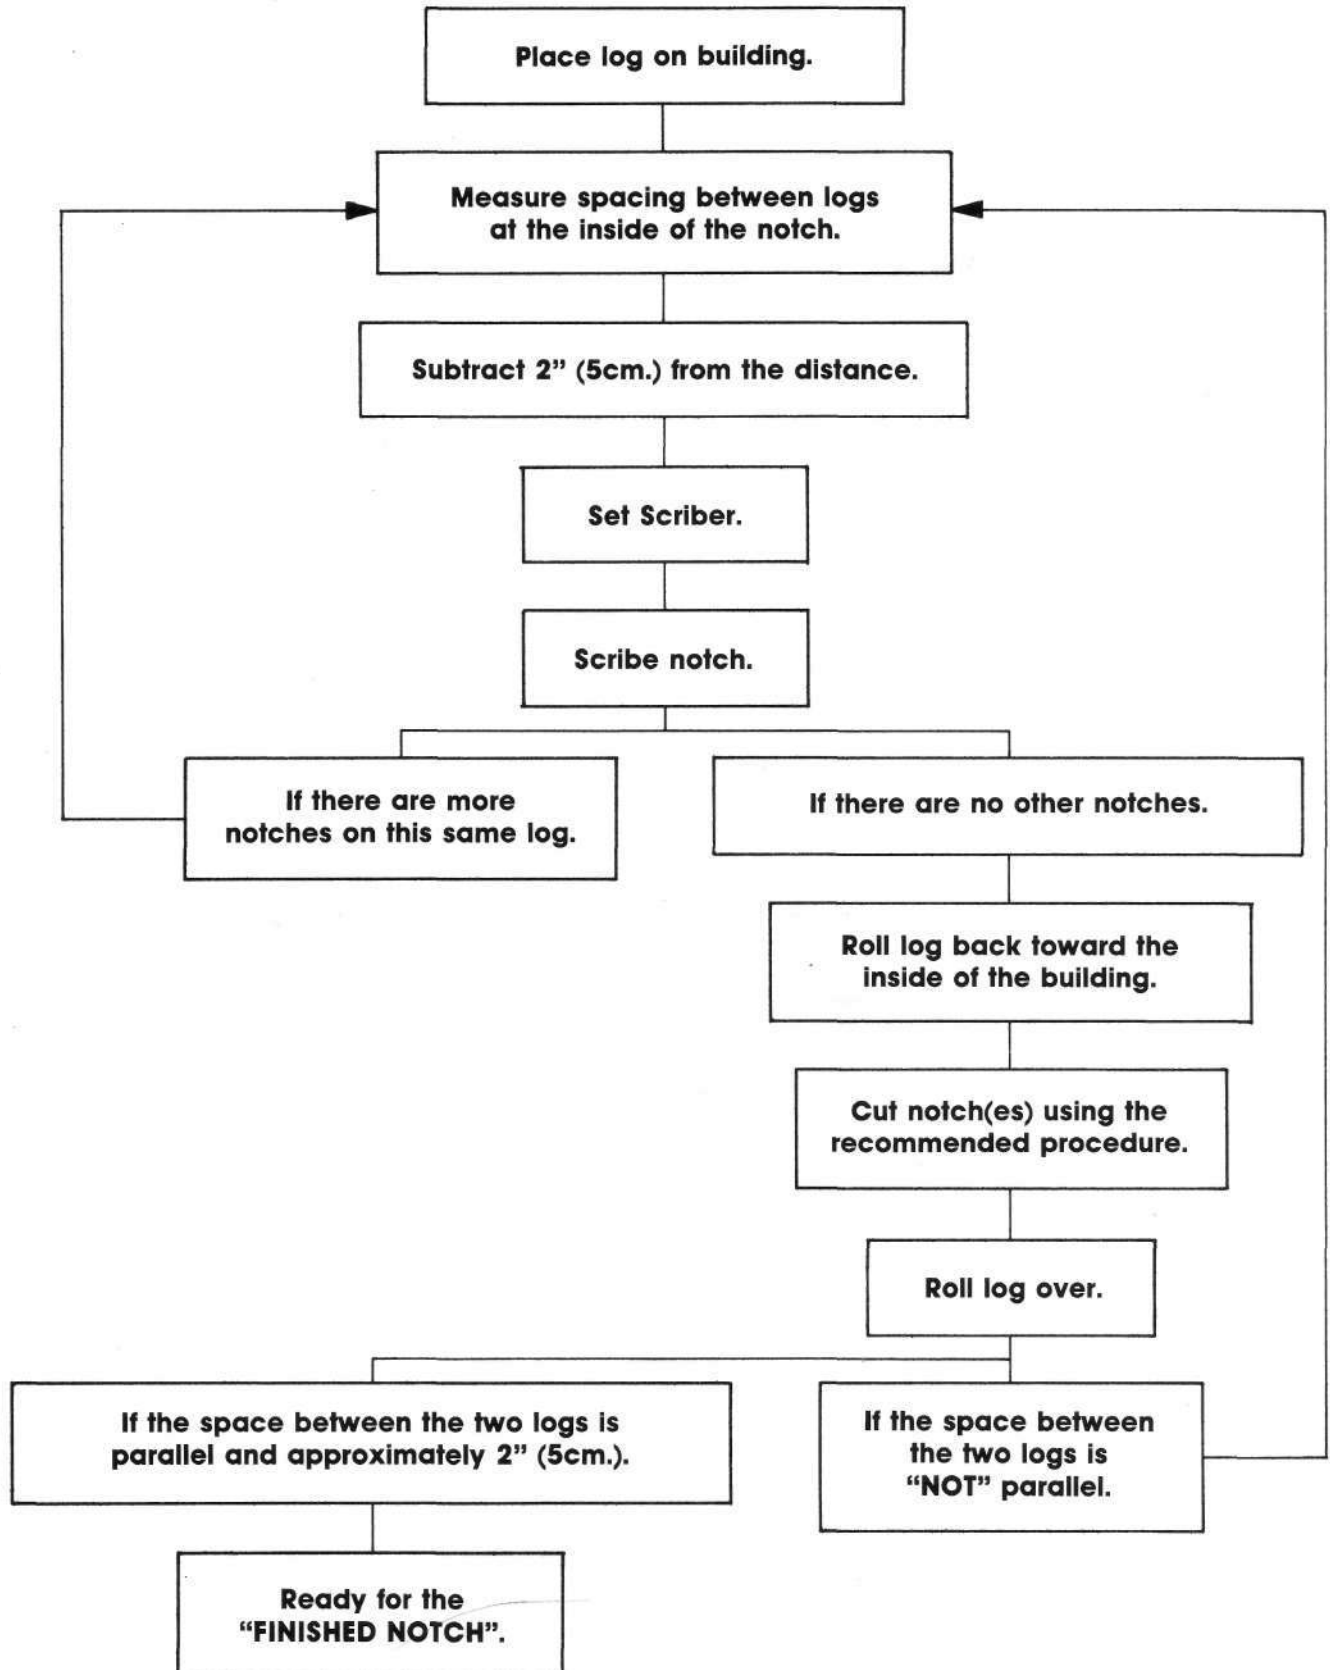 Place log on building.
Measure spacing between logs
at the inside of the notch.
Subtract 2” (5cm.) from the distance.
Set Scriber.
Scribe notch.
If there are more
notches on this same log.
If there are no other notches.
Roll log back toward the
inside of the building.
Cut notch(es) using the
recommended procedure.
Roll log over.
If the space between the two logs is
parallel and approximately 2” (5cm.).
If the space between
the two logs is
“NOT” parallel.
Ready for the
“FINISHED NOTCH”.